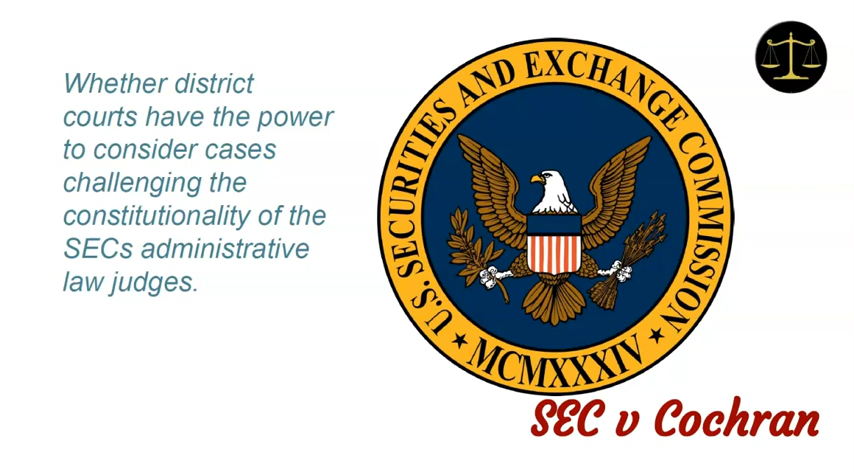 Whether district
courts have the power
to consider cases
challenging the
constitutionality of the
SECs administrative
law judges.
U.S. SECURITIES AND EXCHANGE COMMISSION
MCMXXXIV
SEC v Cochran